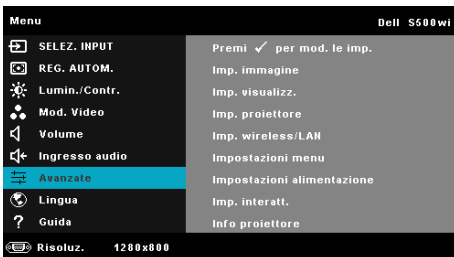 Menu Dell S500wi
SELEZ. INPUT
REG. AUTOM.
Lumin./Contr.
Mod. Video
Volume
Ingresso audio
Avanzate
Lingua
Guida
Premi ✓ per mod. le imp.
Imp. immagine
Imp. visualizz.
Imp. proiettore
Imp. wireless/LAN
Impostazioni menu
Impostazioni alimentazione
Imp. interatt.
Info proiettore
Risoluz. 1280x800